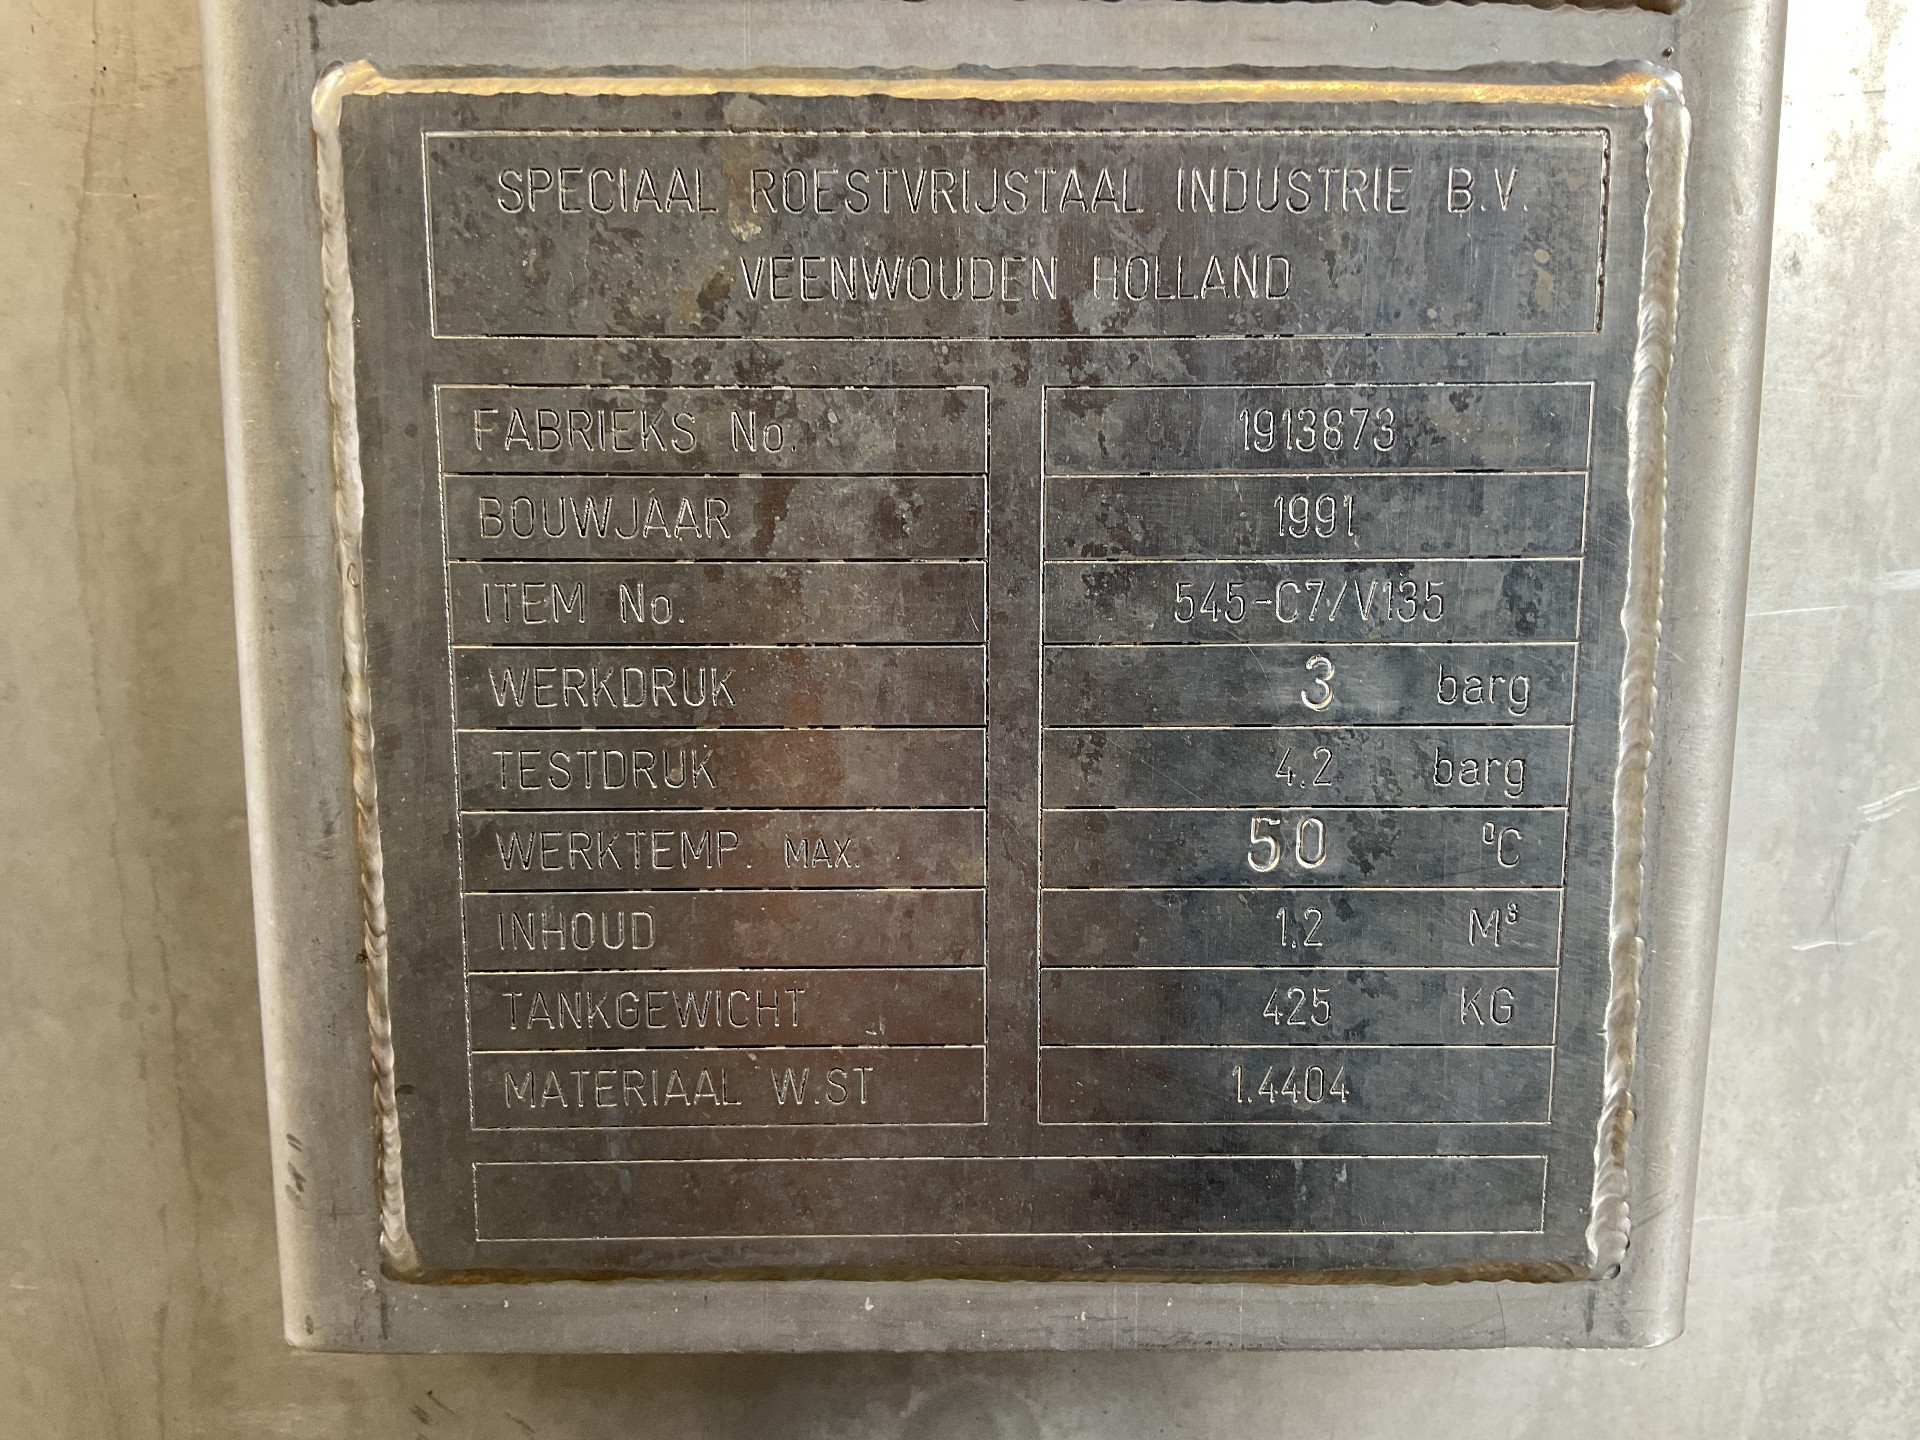 SPECIAAL ROESTVRIJSTAAL INDUSTRIE B.V.
VEENWOUDEN HOLLAND
FABRIEKS No. 1913873
BOUWJAAR 1991
ITEM No. 545-C7/V135
WERKDRUK 3 barg
TESTDRUK 4.2 barg
WERKTEMP. MAX. 50 °C
INHOUD 1.2 M³
TANKGEWICHT 425 KG
MATERIAAL W.ST 1.4404